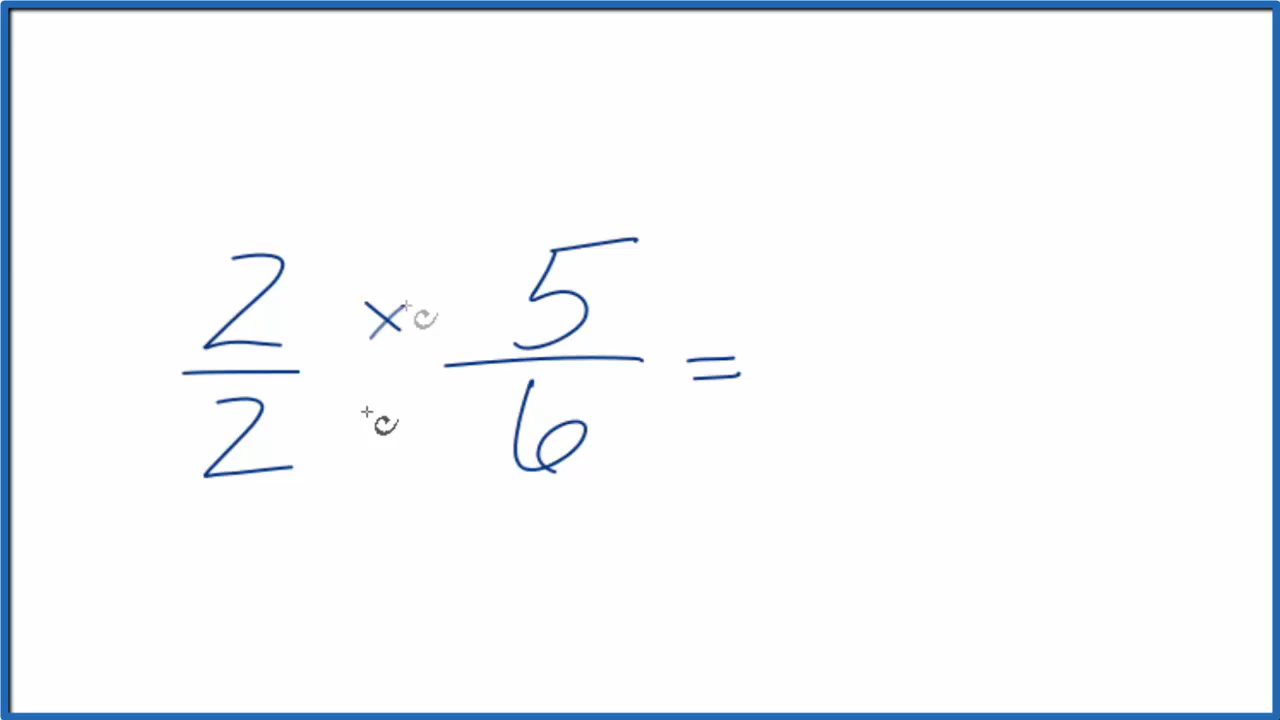 2/2 × 5/6 =